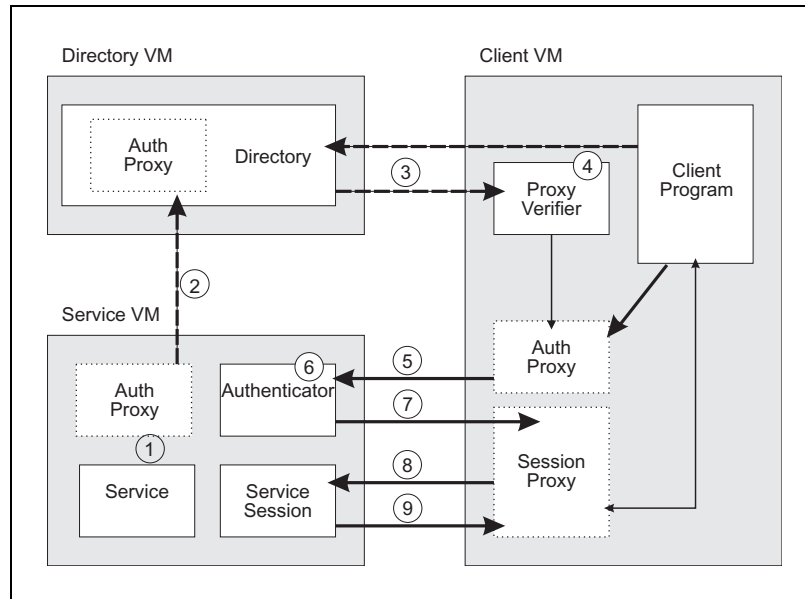 Directory VM
Client VM
Auth
Proxy
Directory
3
4
Proxy
Verifier
Client
Program
2
Service VM
Auth
Proxy
1
Service
6
Authenticator
5
7
Auth
Proxy
Service
Session
8
9
Session
Proxy